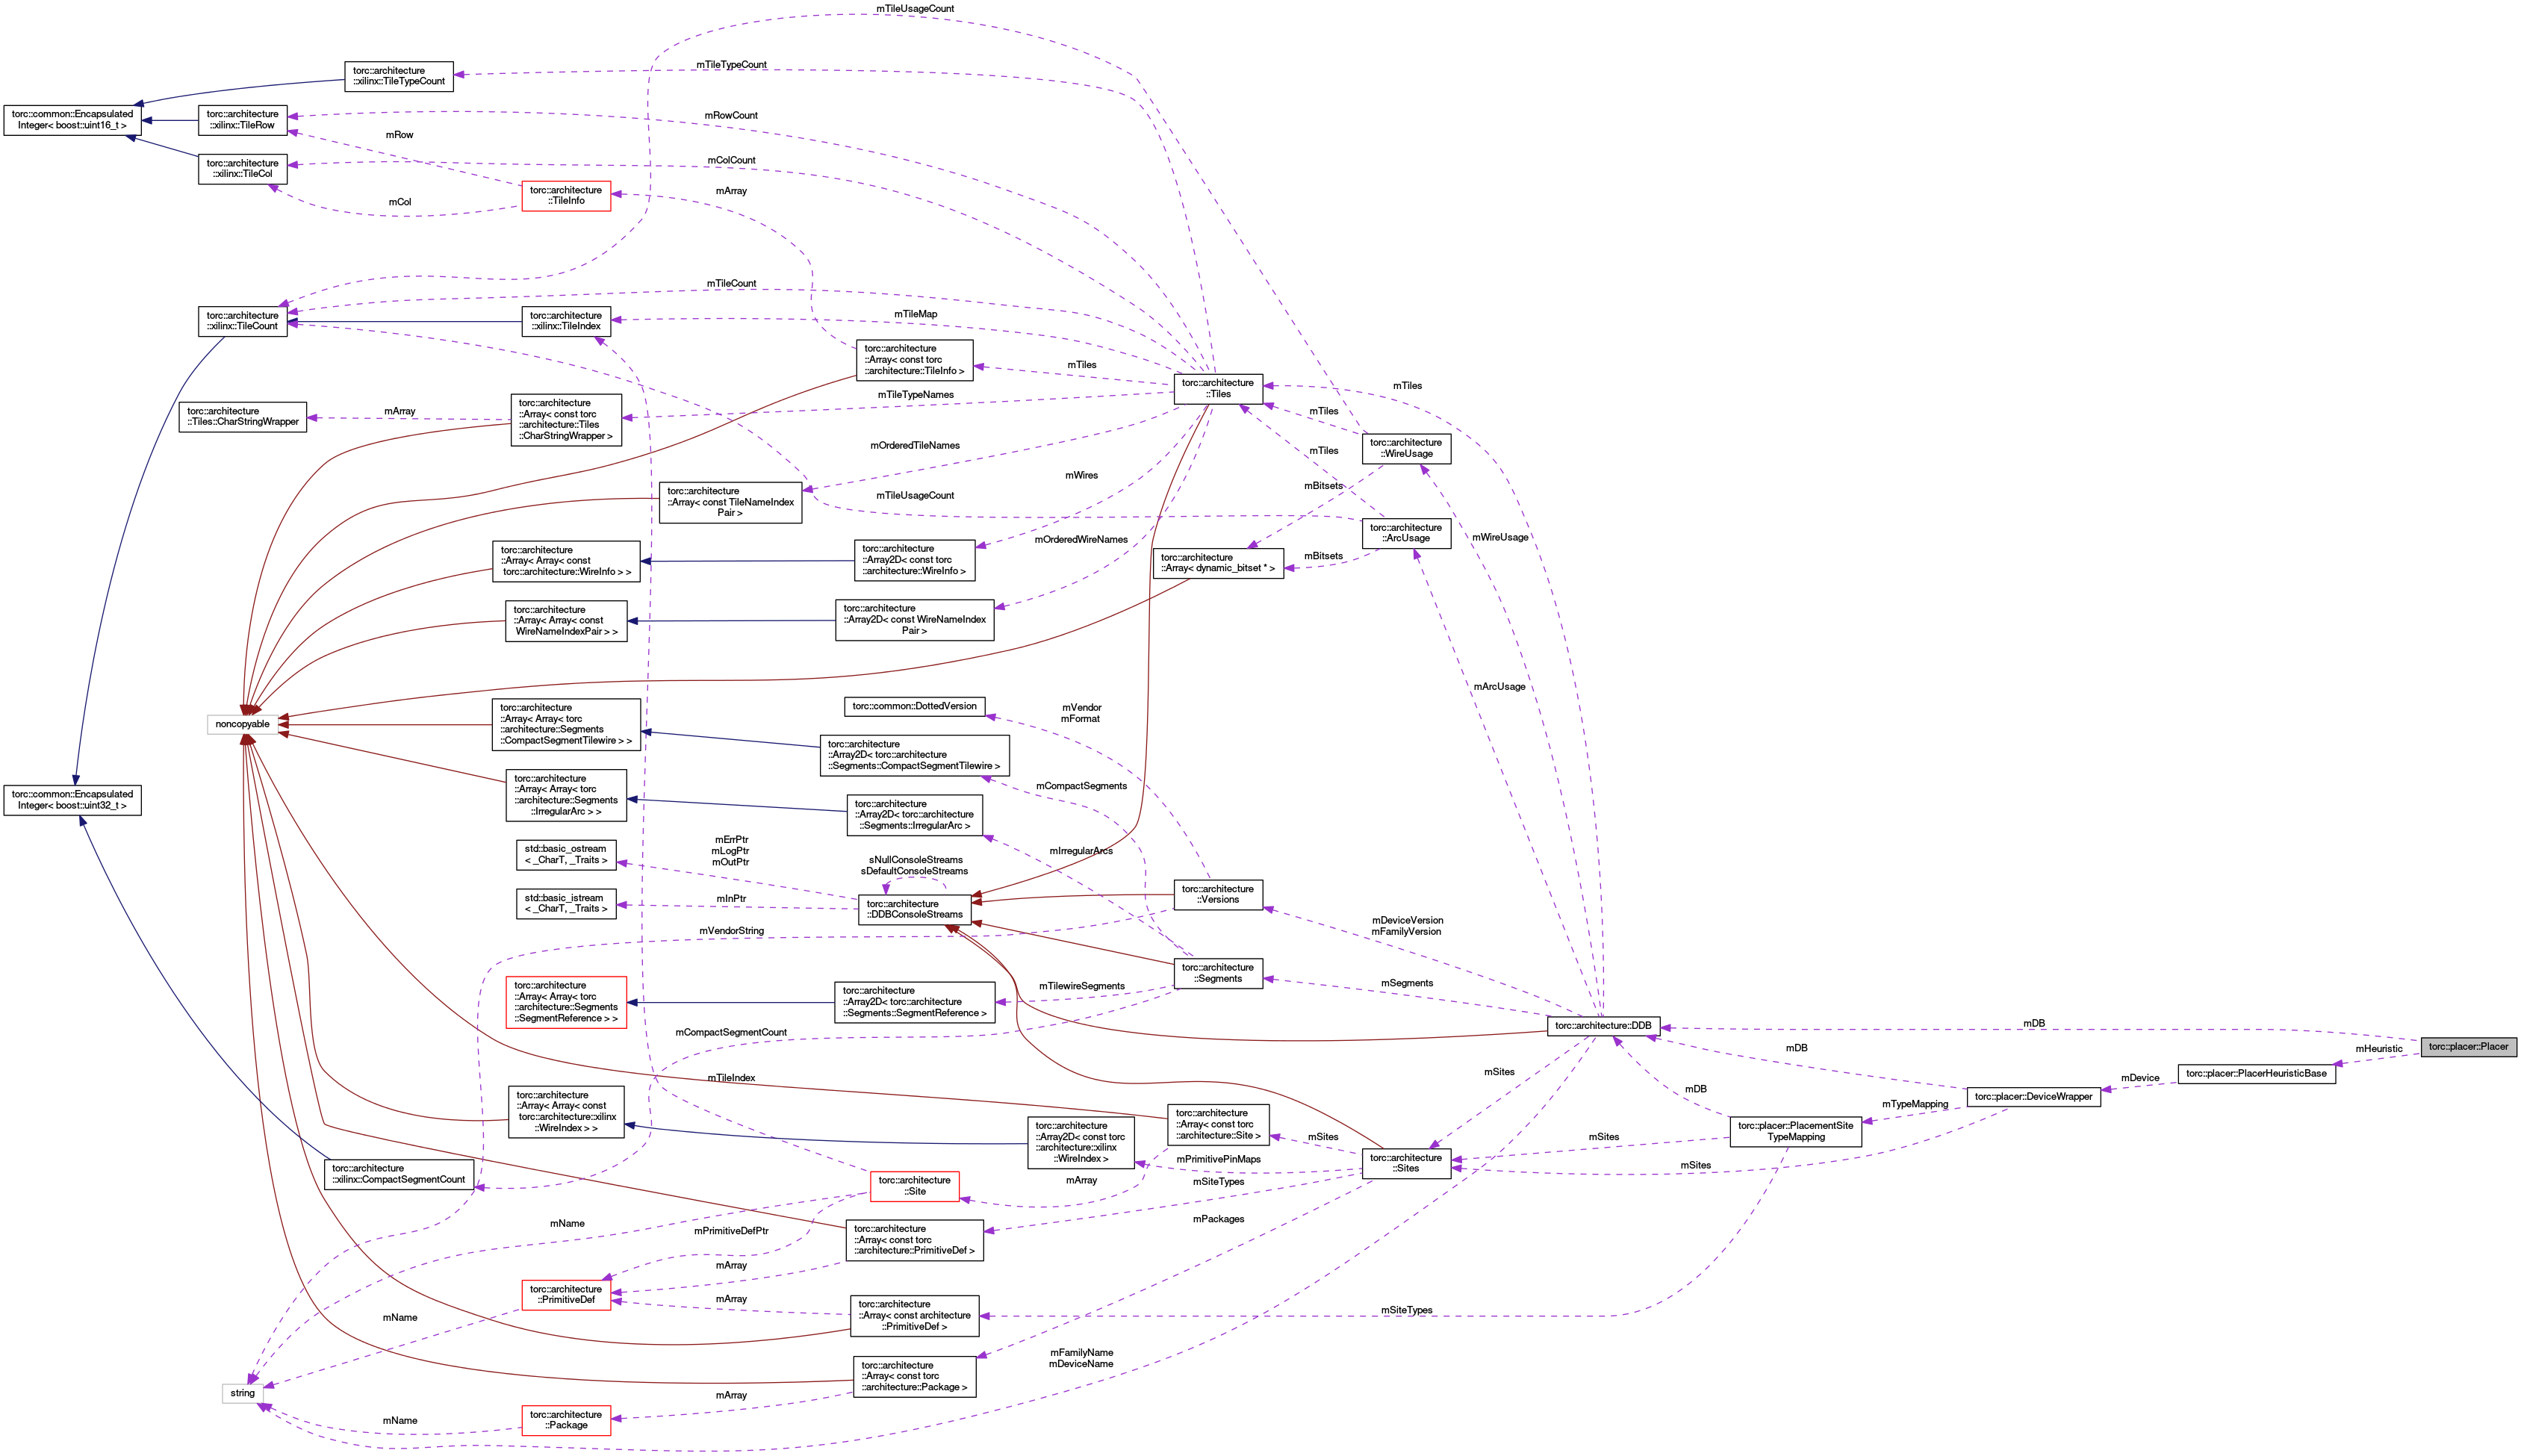 mTileUsageCount
torc::architecture
::xilinx::TileTypeCount
mTileTypeCount
torc::common::Encapsulated
Integer< boost::uint16_t >
torc::architecture
::xilinx::TileRow
mRowCount
mRow
torc::architecture
::xilinx::TileCol
mColCount
torc::architecture
::TileInfo
mArray
mCol
mTileCount
torc::architecture
::xilinx::TileCount
torc::architecture
::xilinx::TileIndex
mTileMap
torc::architecture
::Array< const torc
::architecture::TileInfo >
mTiles
torc::architecture
::Tiles
mTiles
torc::architecture
::Tiles::CharStringWrapper
mArray
torc::architecture
::Array< const torc
::architecture::Tiles
::CharStringWrapper >
mTileTypeNames
mTiles
torc::architecture
::WireUsage
mOrderedTileNames
mTiles
mWires
mBitsets
torc::architecture
::Array< const TileNameIndex
Pair >
mTileUsageCount
torc::architecture
::ArcUsage
mWireUsage
torc::architecture
::Array< Array< const
torc::architecture::WireInfo > >
torc::architecture
::Array2D< const torc
::architecture::WireInfo >
mOrderedWireNames
torc::architecture
::Array< dynamic_bitset * >
mBitsets
torc::architecture
::Array< Array< const
WireNameIndexPair > >
torc::architecture
::Array2D< const WireNameIndex
Pair >
mArcUsage
noncopyable
torc::architecture
::Array< Array< torc
::architecture::Segments
::CompactSegmentTilewire > >
torc::common::DottedVersion
mVendor
mFormat
torc::architecture
::Array2D< torc::architecture
::Segments::CompactSegmentTilewire >
mCompactSegments
torc::common::Encapsulated
Integer< boost::uint32_t >
torc::architecture
::Array< Array< torc
::architecture::Segments
::IrregularArc > >
torc::architecture
::Array2D< torc::architecture
::Segments::IrregularArc >
mIrregularArcs
std::basic_ostream
< _CharT, _Traits >
mErrPtr
mLogPtr
mOutPtr
sNullConsoleStreams
sDefaultConsoleStreams
std::basic_istream
< _CharT, _Traits >
mInPtr
torc::architecture
::DDBConsoleStreams
torc::architecture
::Versions
mVendorString
mDeviceVersion
mFamilyVersion
torc::architecture
::Segments
mSegments
torc::architecture
::Array< Array< torc
::architecture::Segments
::SegmentReference > >
torc::architecture
::Array2D< torc::architecture
::Segments::SegmentReference >
mTilewireSegments
mCompactSegmentCount
torc::architecture::DDB
mDB
torc::placer::Placer
mHeuristic
mDB
torc::placer::PlacerHeuristicBase
mDevice
torc::placer::DeviceWrapper
mTileIndex
mSites
mDB
mTypeMapping
torc::architecture
::Array< Array< const
torc::architecture::xilinx
::WireIndex > >
torc::architecture
::Array2D< const torc
::architecture::xilinx
::WireIndex >
torc::architecture
::Array< const torc
::architecture::Site >
mSites
torc::placer::PlacementSite
TypeMapping
mSites
torc::architecture
::Sites
mPrimitivePinMaps
mSites
torc::architecture
::xilinx::CompactSegmentCount
torc::architecture
::Site
mArray
mSiteTypes
mName
mPrimitiveDefPtr
mPackages
torc::architecture
::Array< const torc
::architecture::PrimitiveDef >
mArray
torc::architecture
::PrimitiveDef
mArray
torc::architecture
::Array< const architecture
::PrimitiveDef >
mSiteTypes
mName
mFamilyName
mDeviceName
torc::architecture
::Array< const torc
::architecture::Package >
string
mArray
mName
torc::architecture
::Package